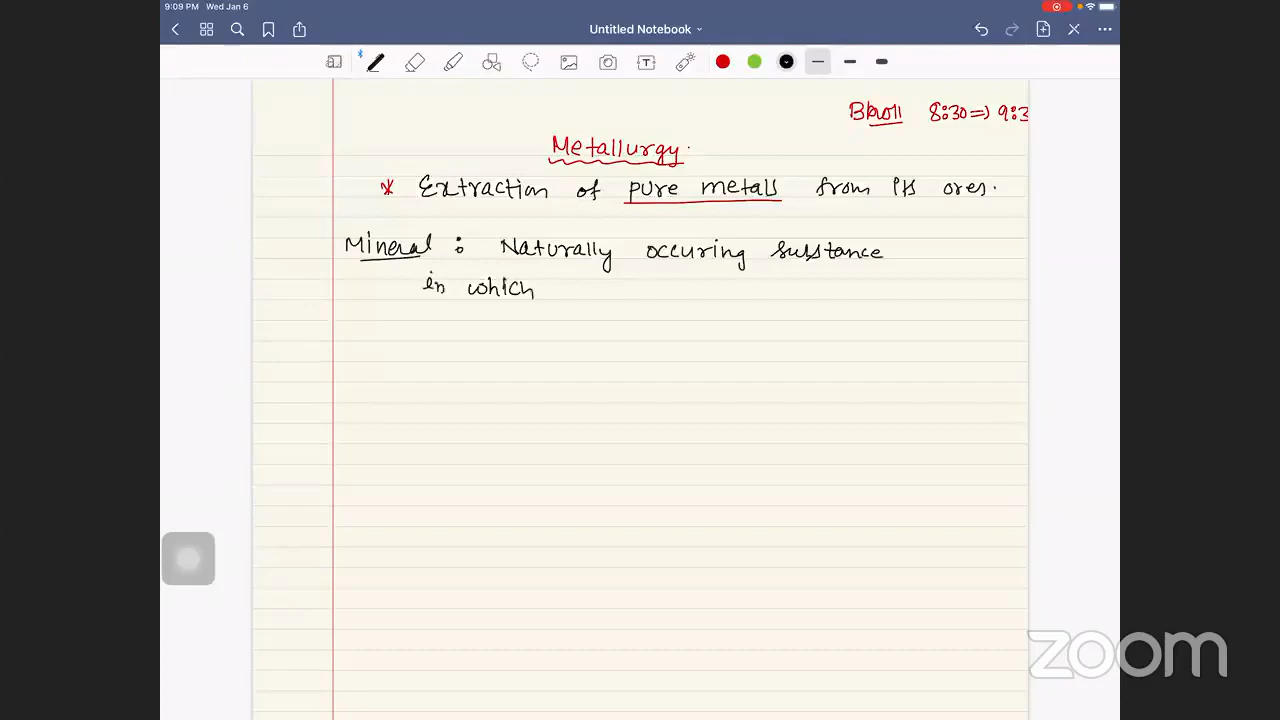 9:09 PM Wed Jan 6
Untitled Notebook
8:30 => 9:3
Metallurgy.
* Extraction of pure metals from its ores.
Mineral : Naturally occuring substance
in which
zoom